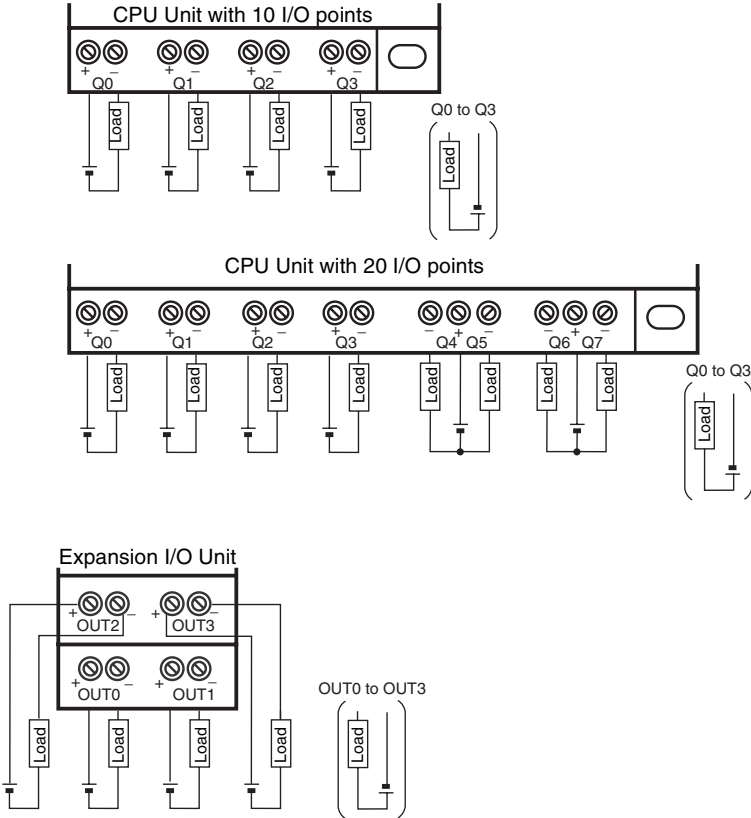 CPU Unit with 10 I/O points
+ − + − + − + −
Q0 Q1 Q2 Q3
Load Load Load Load
Q0 to Q3
Load
CPU Unit with 20 I/O points
+ − + − + − + − − + − − + −
Q0 Q1 Q2 Q3 Q4 Q5 Q6 Q7
Load Load Load Load Load Load Load Load
Q0 to Q3
Load
Expansion I/O Unit
+ − + −
OUT2 OUT3
+ − + −
OUT0 OUT1
OUT0 to OUT3
Load Load Load Load
Load